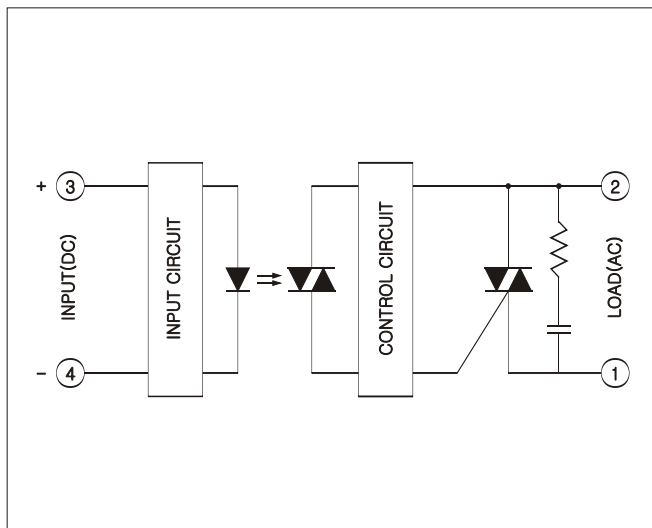 + 3
INPUT(DC)
- 4
INPUT CIRCUIT
CONTROL CIRCUIT
2
LOAD(AC)
1